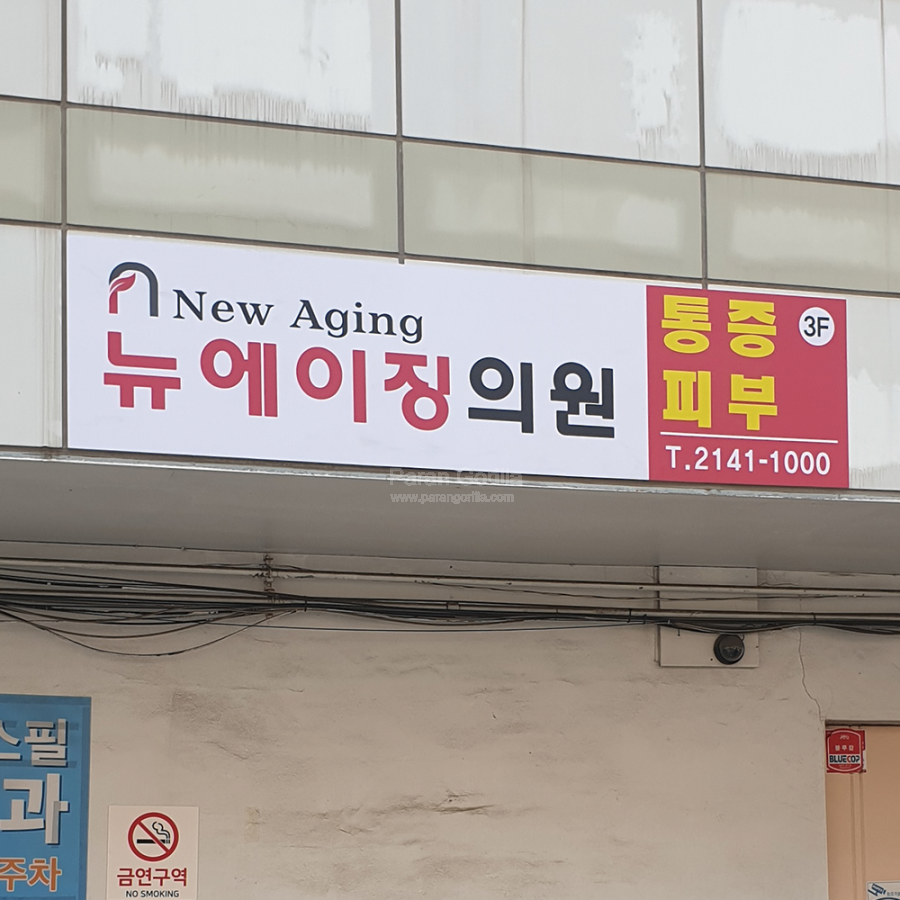 New Aging
뉴에이징의원
통증
피부
3F
T.2141-1000
Paran Gorilla
www.parangorilla.com
스필
과
주차
금연구역
NO SMOKING
BLUECOP